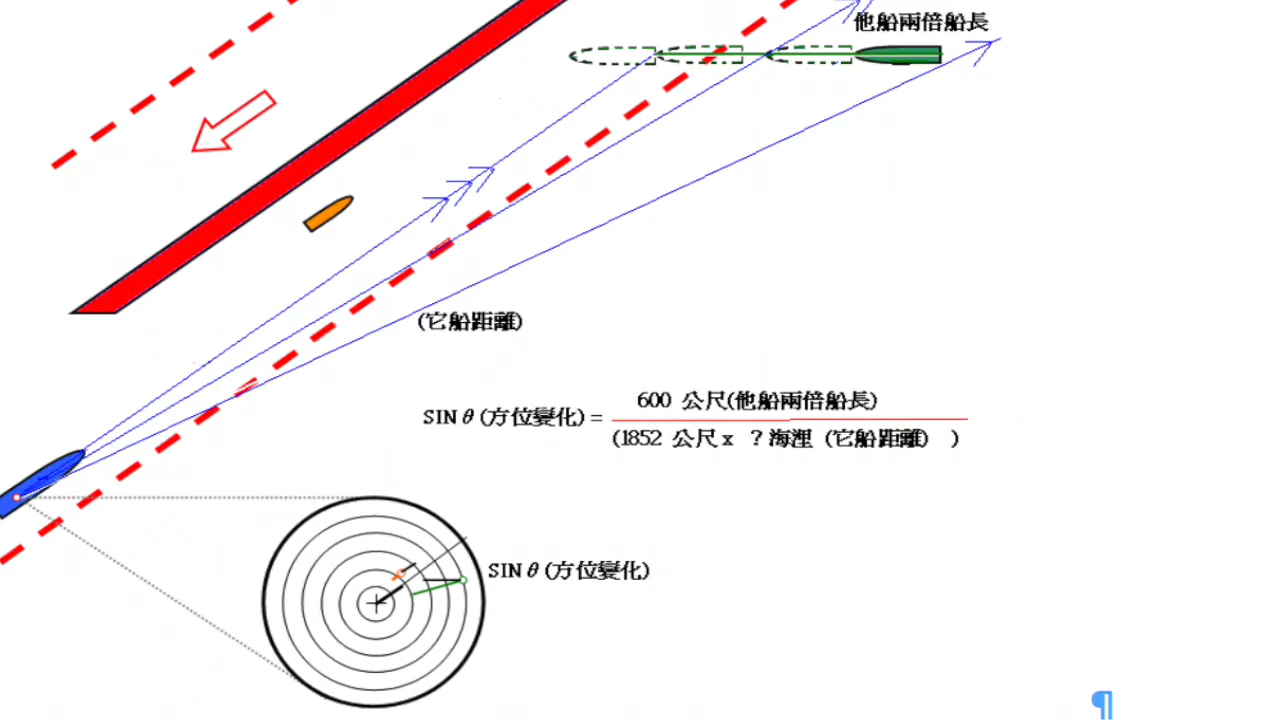 他船兩倍船長
(它船距離)
SIN θ (方位變化) = 600 公尺(他船兩倍船長)
(1852 公尺 x ? 海浬 (它船距離) )
SIN θ (方位變化)
¶